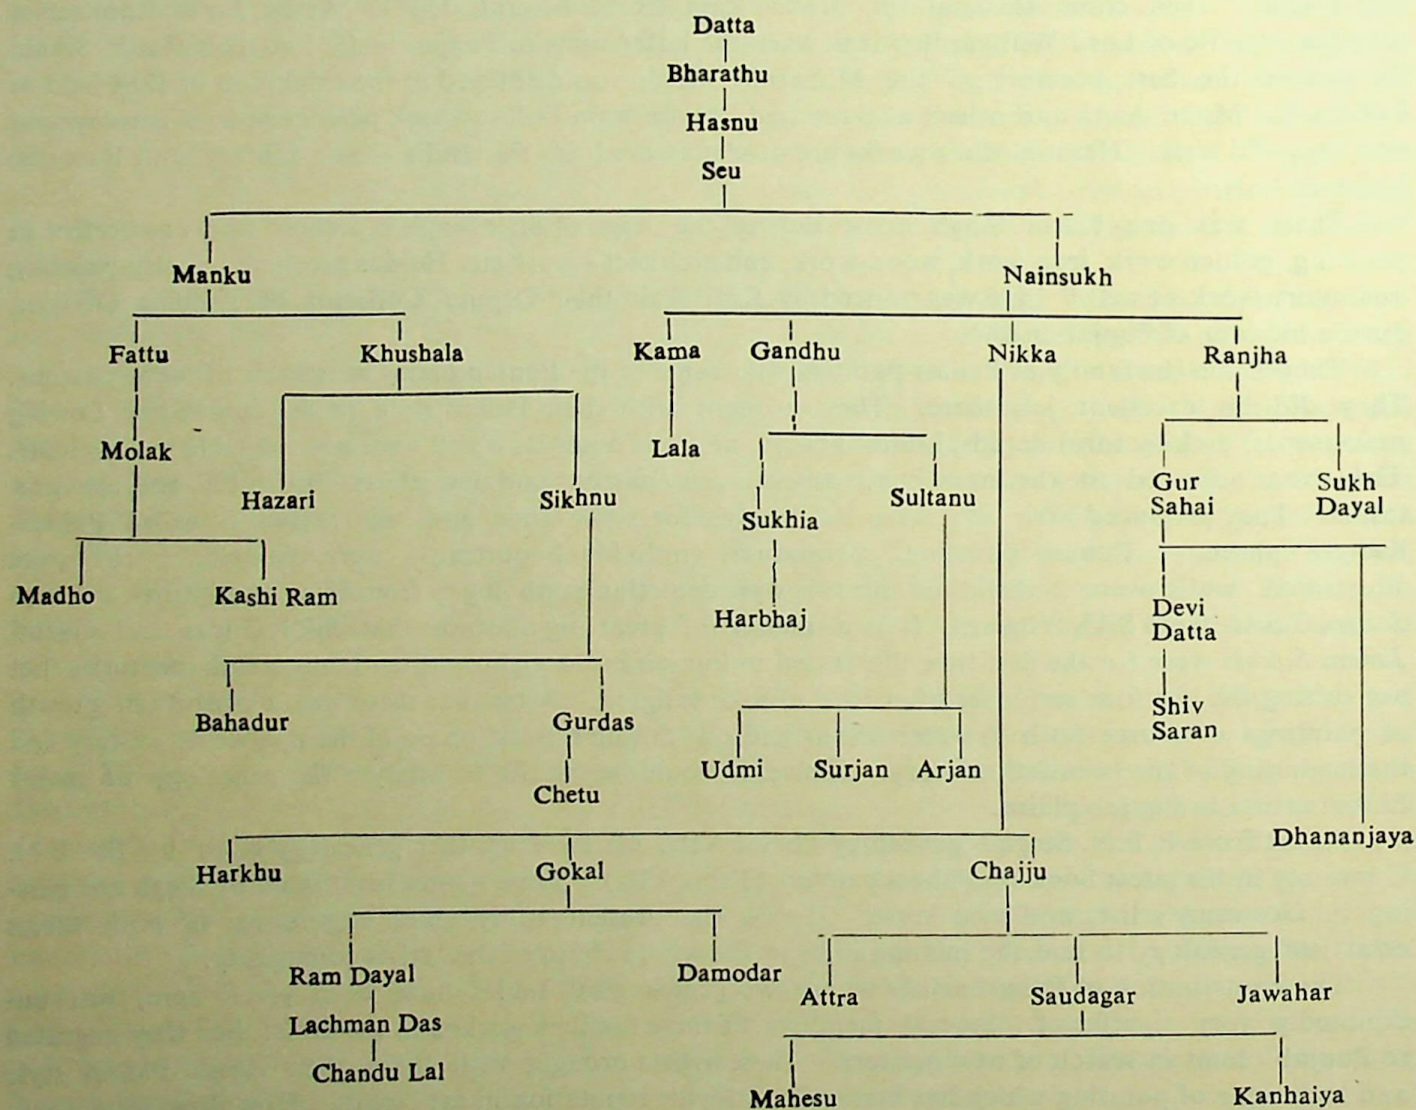 Datta
Bharathu
Hasnu
Seu
Manku Nainsukh
Fattu Khushala Kama Gandhu Nikka Ranjha
Molak Lala
Hazari Sikhnu Sukhia Sultanu Gur Sahai Sukh Dayal
Madho Kashi Ram Harbhaj Devi Datta
Bahadur Gurdas Shiv Saran
Udmi Surjan Arjan
Chetu
Dhananjaya
Harkhu Gokal Chajju
Ram Dayal Damodar Attra Saudagar Jawahar
Lachman Das
Chandu Lal
Mahesu Kanhaiya